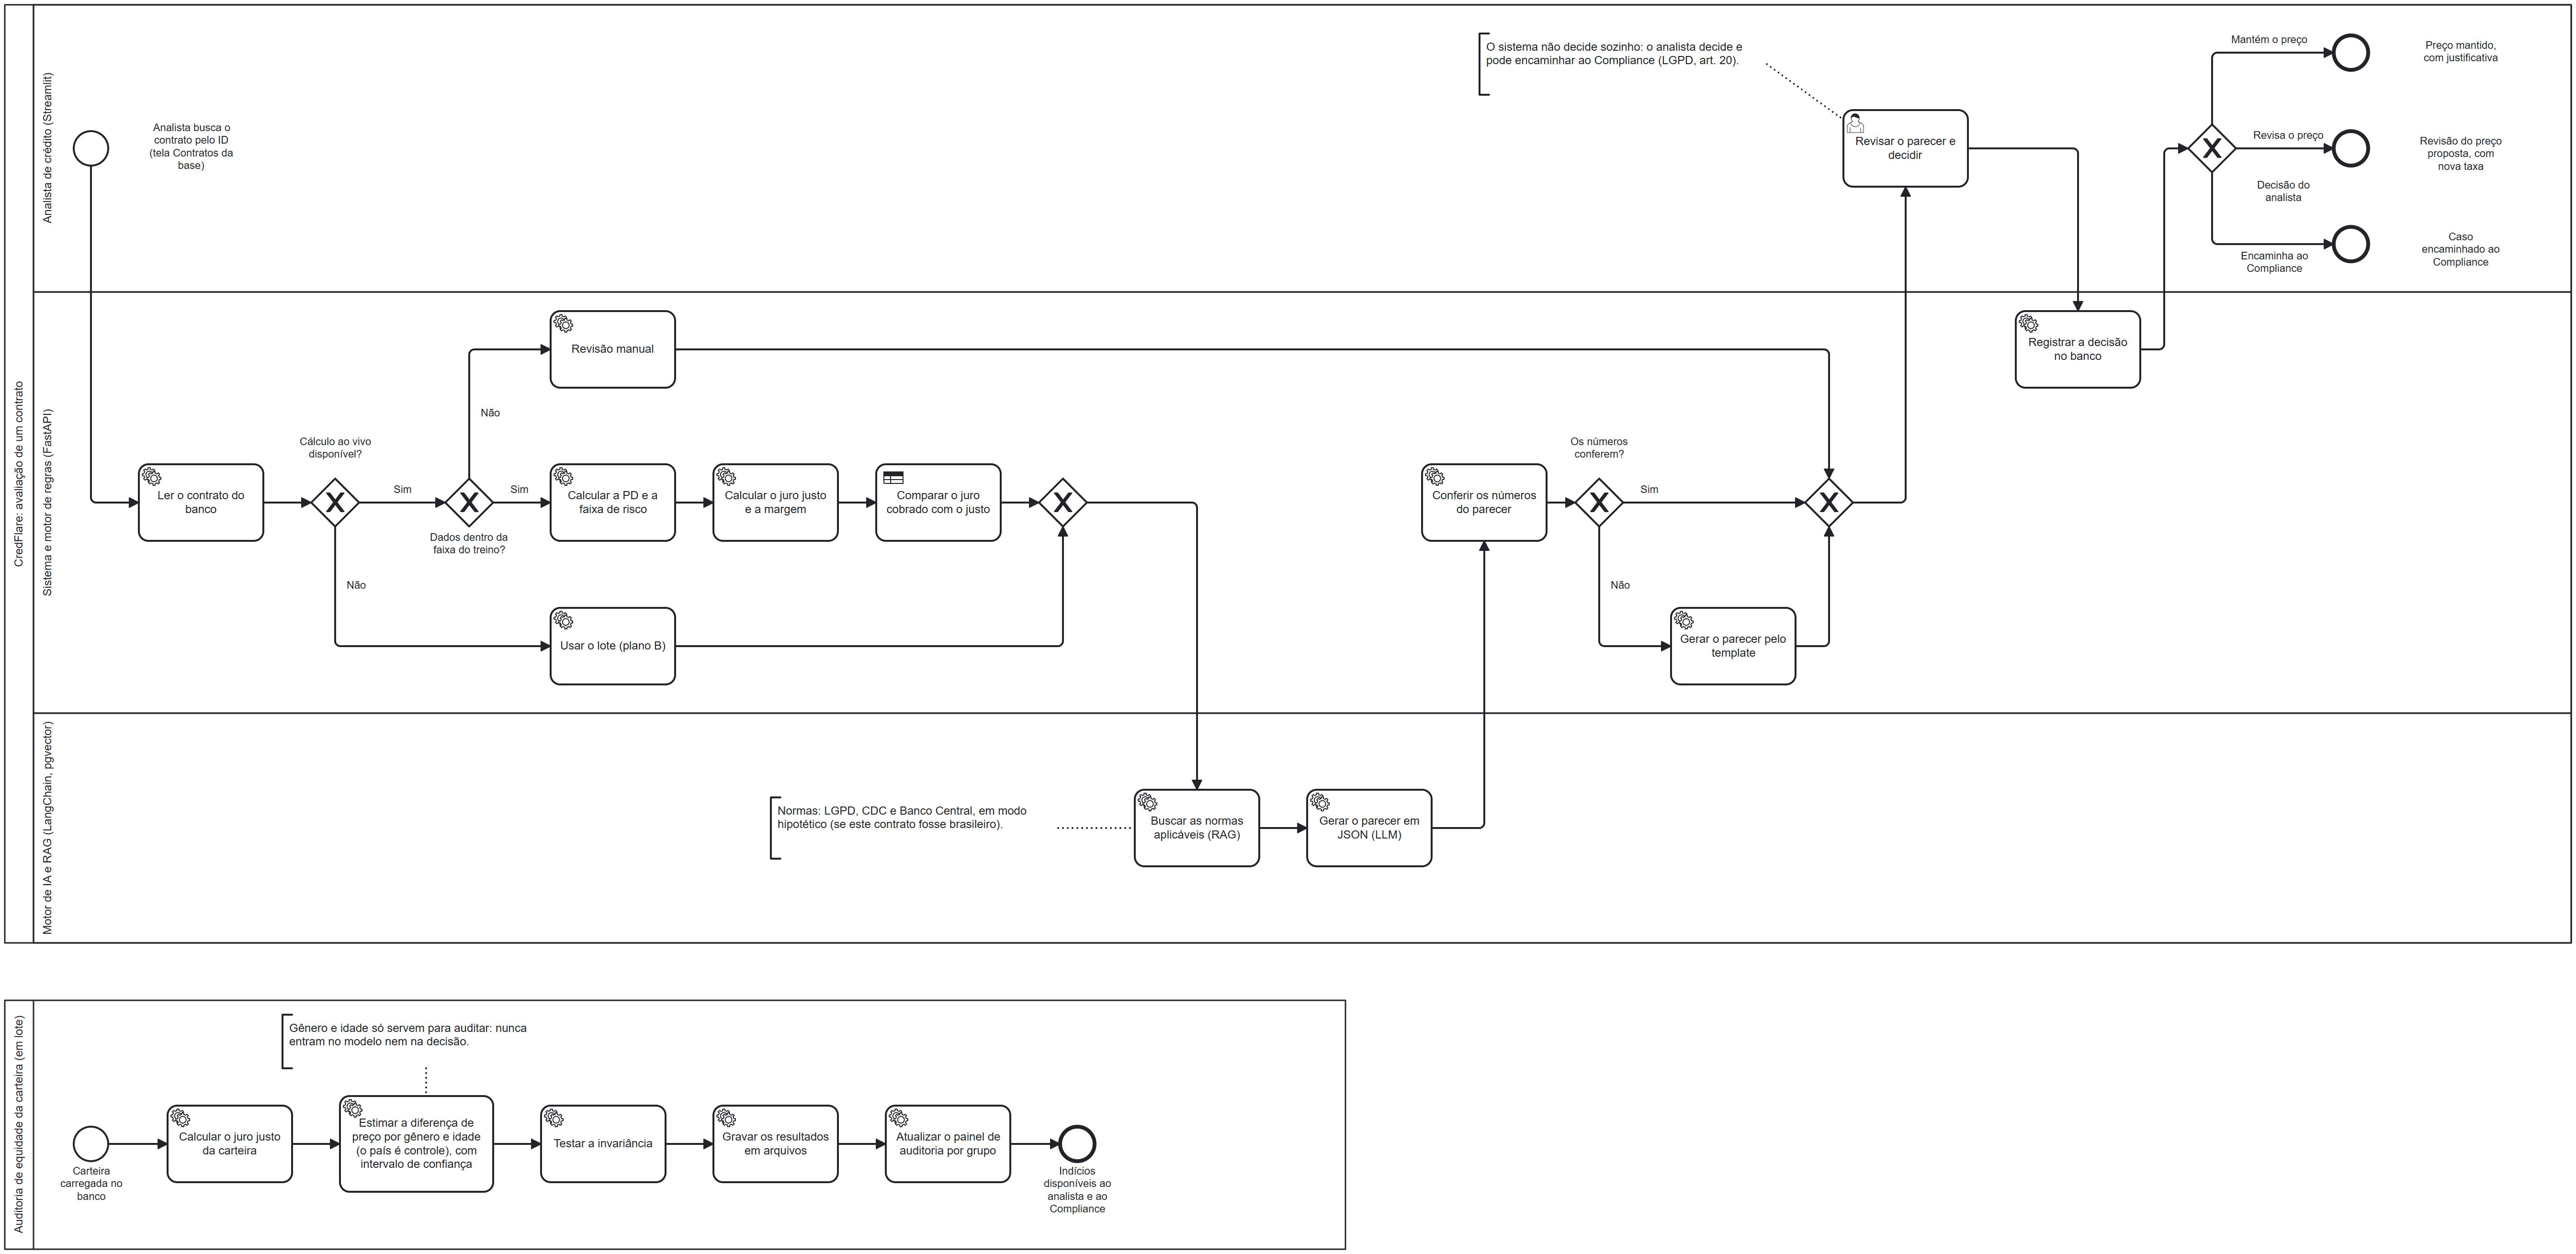 CredFlare: avaliação de um contrato
Analista de crédito (Streamlit)
Analista busca o
contrato pelo ID
(tela Contratos da
base)
O sistema não decide sozinho: o analista decide e
pode encaminhar ao Compliance (LGPD, art. 20).
Revisar o parecer e
decidir
Mantém o preço
Preço mantido,
com justificativa
Revisa o preço
Revisão do preço
proposta, com
nova taxa
Decisão do
analista
Encaminha ao
Compliance
Caso
encaminhado ao
Compliance
Sistema e motor de regras (FastAPI)
Revisão manual
Registrar a decisão
no banco
Não
Ler o contrato do
banco
Cálculo ao vivo
disponível?
Sim
Dados dentro da
faixa do treino?
Sim
Calcular a PD e a
faixa de risco
Calcular o juro justo
e a margem
Comparar o juro
cobrado com o justo
Conferir os números
do parecer
Os números
conferem?
Sim
Não
Não
Usar o lote (plano B)
Gerar o parecer pelo
template
Motor de IA e RAG (LangChain, pgvector)
Normas: LGPD, CDC e Banco Central, em modo
hipotético (se este contrato fosse brasileiro).
Buscar as normas
aplicáveis (RAG)
Gerar o parecer em
JSON (LLM)
Auditoria de equidade da carteira (em lote)
Gênero e idade só servem para auditar: nunca
entram no modelo nem na decisão.
Carteira
carregada no
banco
Calcular o juro justo
da carteira
Estimar a diferença de
preço por gênero e idade
(o país é controle), com
intervalo de confiança
Testar a invariância
Gravar os resultados
em arquivos
Atualizar o painel de
auditoria por grupo
Indícios
disponíveis ao
analista e ao
Compliance